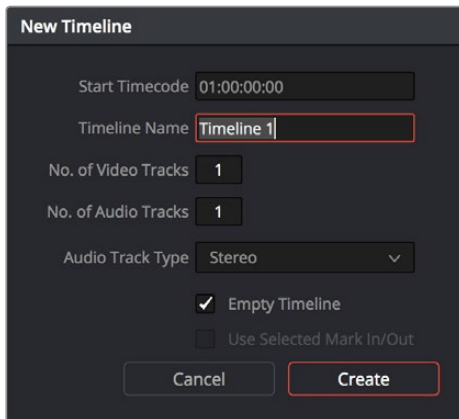 New Timeline
Start Timecode 01:00:00:00
Timeline Name Timeline 1
No. of Video Tracks 1
No. of Audio Tracks 1
Audio Track Type Stereo
Empty Timeline
Use Selected Mark In/Out
Cancel Create